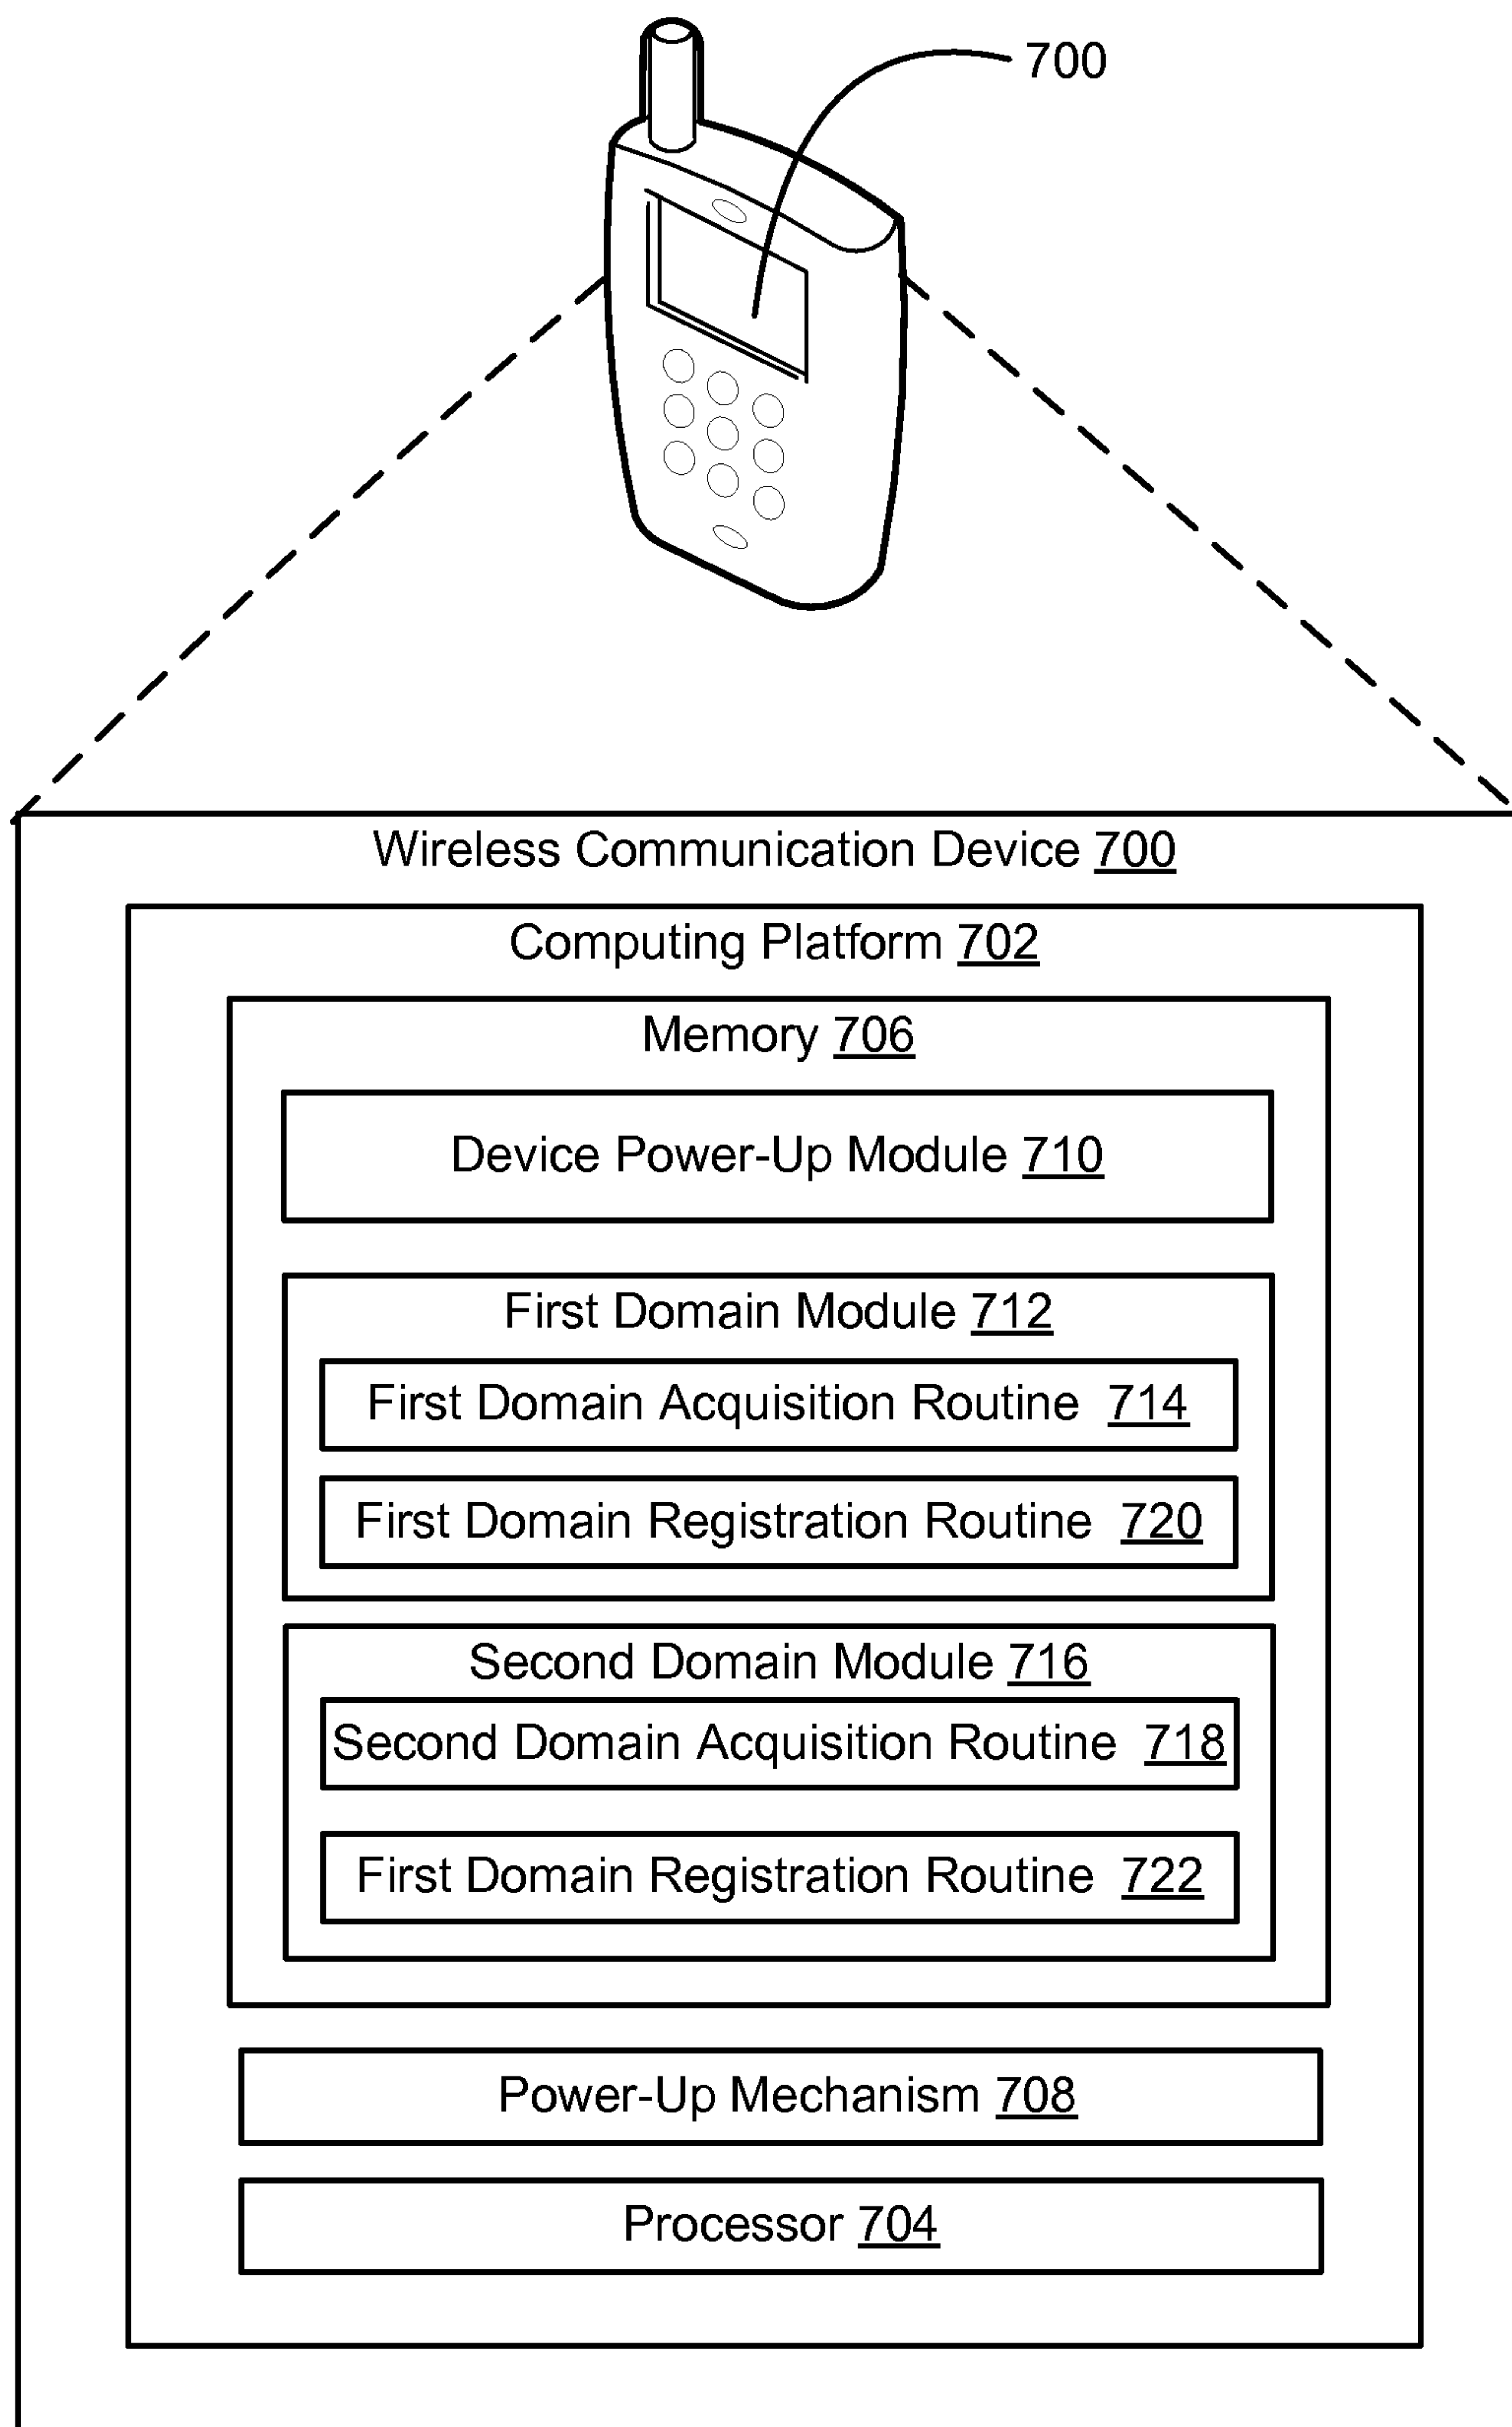 700
Wireless Communication Device 700
Computing Platform 702
Memory 706
Device Power-Up Module 710
First Domain Module 712
First Domain Acquisition Routine 714
First Domain Registration Routine 720
Second Domain Module 716
Second Domain Acquisition Routine 718
First Domain Registration Routine 722
Power-Up Mechanism 708
Processor 704